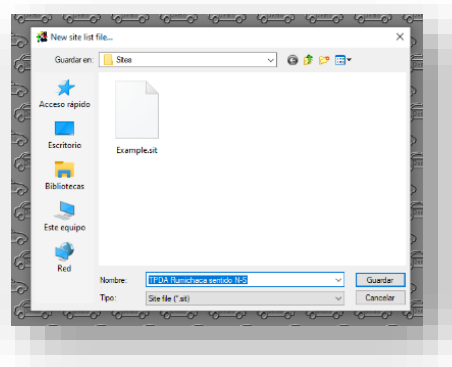 New site list file...
Guardar en:
Sites
Acceso rápido
Escritorio
Example.sit
Bibliotecas
Este equipo
Red
Nombre: TPDA Rumichaca sentido N-S Guardar
Tipo: Site file (*.sit) Cancelar